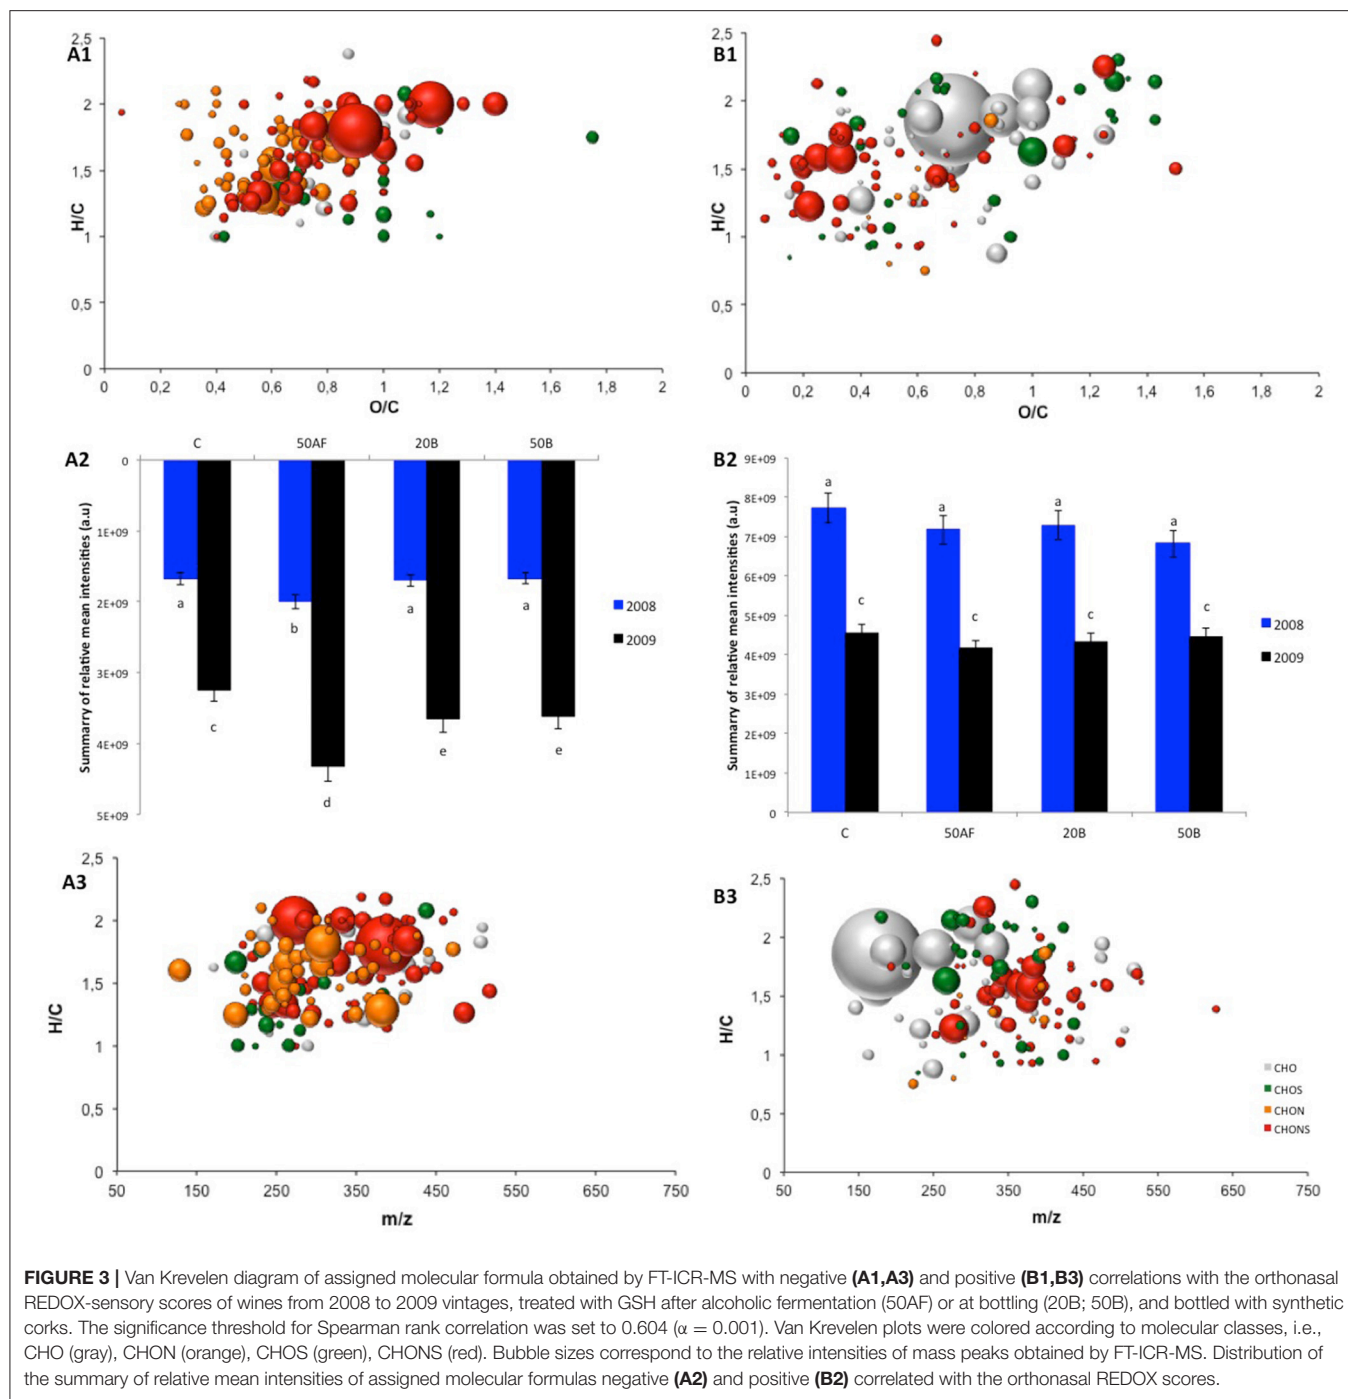 A1
2,5
2
1,5
1
0,5
0
H/C
0 0,2 0,4 0,6 0,8 1 1,2 1,4 1,6 1,8 2
O/C
B1
2,5
2
1,5
1
0,5
0
H/C
0 0,2 0,4 0,6 0,8 1 1,2 1,4 1,6 1,8 2
O/C
A2
C 50AF 20B 50B
0
1E+09
2E+09
3E+09
4E+09
5E+09
Summarry of relative mean intensities (a.u)
a b a a
c d e e
2008
2009
B2
9E+09
8E+09
7E+09
6E+09
5E+09
4E+09
3E+09
2E+09
1E+09
0
Summary of relative mean intensities (a.u)
a a a a
c c c c
C 50AF 20B 50B
2008
2009
A3
2,5
2
1,5
1
0,5
0
H/C
50 150 250 350 450 550 650 750
m/z
B3
2,5
2
1,5
1
0,5
0
H/C
50 150 250 350 450 550 650 750
m/z
CHO
CHOS
CHON
CHONS
FIGURE 3 | Van Krevelen diagram of assigned molecular formula obtained by FT-ICR-MS with negative (A1,A3) and positive (B1,B3) correlations with the orthonasal
REDOX-sensory scores of wines from 2008 to 2009 vintages, treated with GSH after alcoholic fermentation (50AF) or at bottling (20B; 50B), and bottled with synthetic
corks. The significance threshold for Spearman rank correlation was set to 0.604 (α = 0.001). Van Krevelen plots were colored according to molecular classes, i.e.,
CHO (gray), CHON (orange), CHOS (green), CHONS (red). Bubble sizes correspond to the relative intensities of mass peaks obtained by FT-ICR-MS. Distribution of
the summary of relative mean intensities of assigned molecular formulas negative (A2) and positive (B2) correlated with the orthonasal REDOX scores.